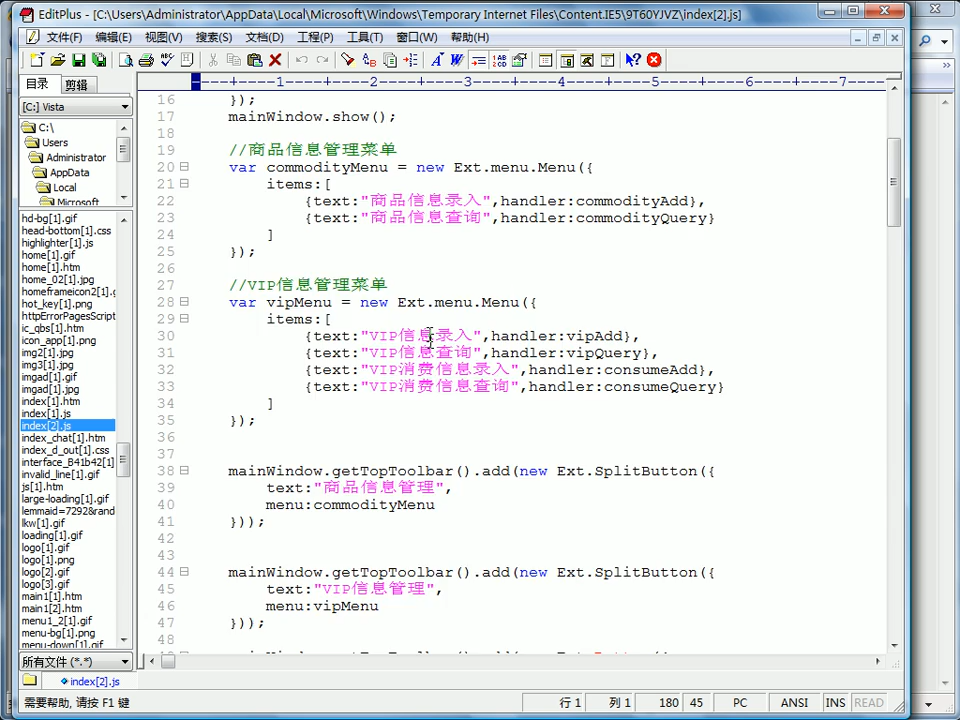 EditPlus - [C:\Users\Administrator\AppData\Local\Microsoft\Windows\Temporary Internet Files\Content.IE5\9T60YJVZ\index[2].js]
文件(F) 编辑(E) 视图(V) 搜索(S) 文档(D) 工程(P) 工具(T) 窗口(W) 帮助(H)
目录 剪辑
[C:] Vista
C:\
Users
Administrator
AppData
Local
Microsoft
hd-bg[1].gif
head-bottom[1].css
highlighter[1].js
home[1].gif
home[1].htm
home_02[1].jpg
homeframeicon2[1].g
hot_key[1].png
httpErrorPagesScript
ic_qbs[1].htm
icon_app[1].png
img2[1].jpg
img3[1].jpg
imgad[1].gif
imgad[1].jpg
index[1].htm
index[1].js
index[2].js
index_chat[1].htm
index_d_out[1].css
interface_B41b42[1]
invalid_line[1].gif
js[1].htm
large-loading[1].gif
lemmaid=7292&rand
lkw[1].gif
loading[1].gif
logo[1].gif
logo[1].png
logo[2].gif
logo[3].gif
main1[1].htm
main1[2].htm
menu1_2[1].gif
menu-bg[1].png
menu-down[1].gif
所有文件 (*.*)
----+----1----+----2----+----3----+----4----+----5----+----6----+----7--
16 });
17 mainWindow.show();
18
19 //商品信息管理菜单
20 var commodityMenu = new Ext.menu.Menu({
21 items:[
22 {text:"商品信息录入",handler:commodityAdd},
23 {text:"商品信息查询",handler:commodityQuery}
24 ]
25 });
26
27 //VIP信息管理菜单
28 var vipMenu = new Ext.menu.Menu({
29 items:[
30 {text:"VIP信息录入",handler:vipAdd},
31 {text:"VIP信息查询",handler:vipQuery},
32 {text:"VIP消费信息录入",handler:consumeAdd},
33 {text:"VIP消费信息查询",handler:consumeQuery}
34 ]
35 });
36
37
38 mainWindow.getTopToolbar().add(new Ext.SplitButton({
39 text:"商品信息管理",
40 menu:commodityMenu
41 }));
42
43
44 mainWindow.getTopToolbar().add(new Ext.SplitButton({
45 text:"VIP信息管理",
46 menu:vipMenu
47 }));
48
index[2].js
需要帮助, 请按 F1 键
行 1 列 1 180 45 PC ANSI INS READ